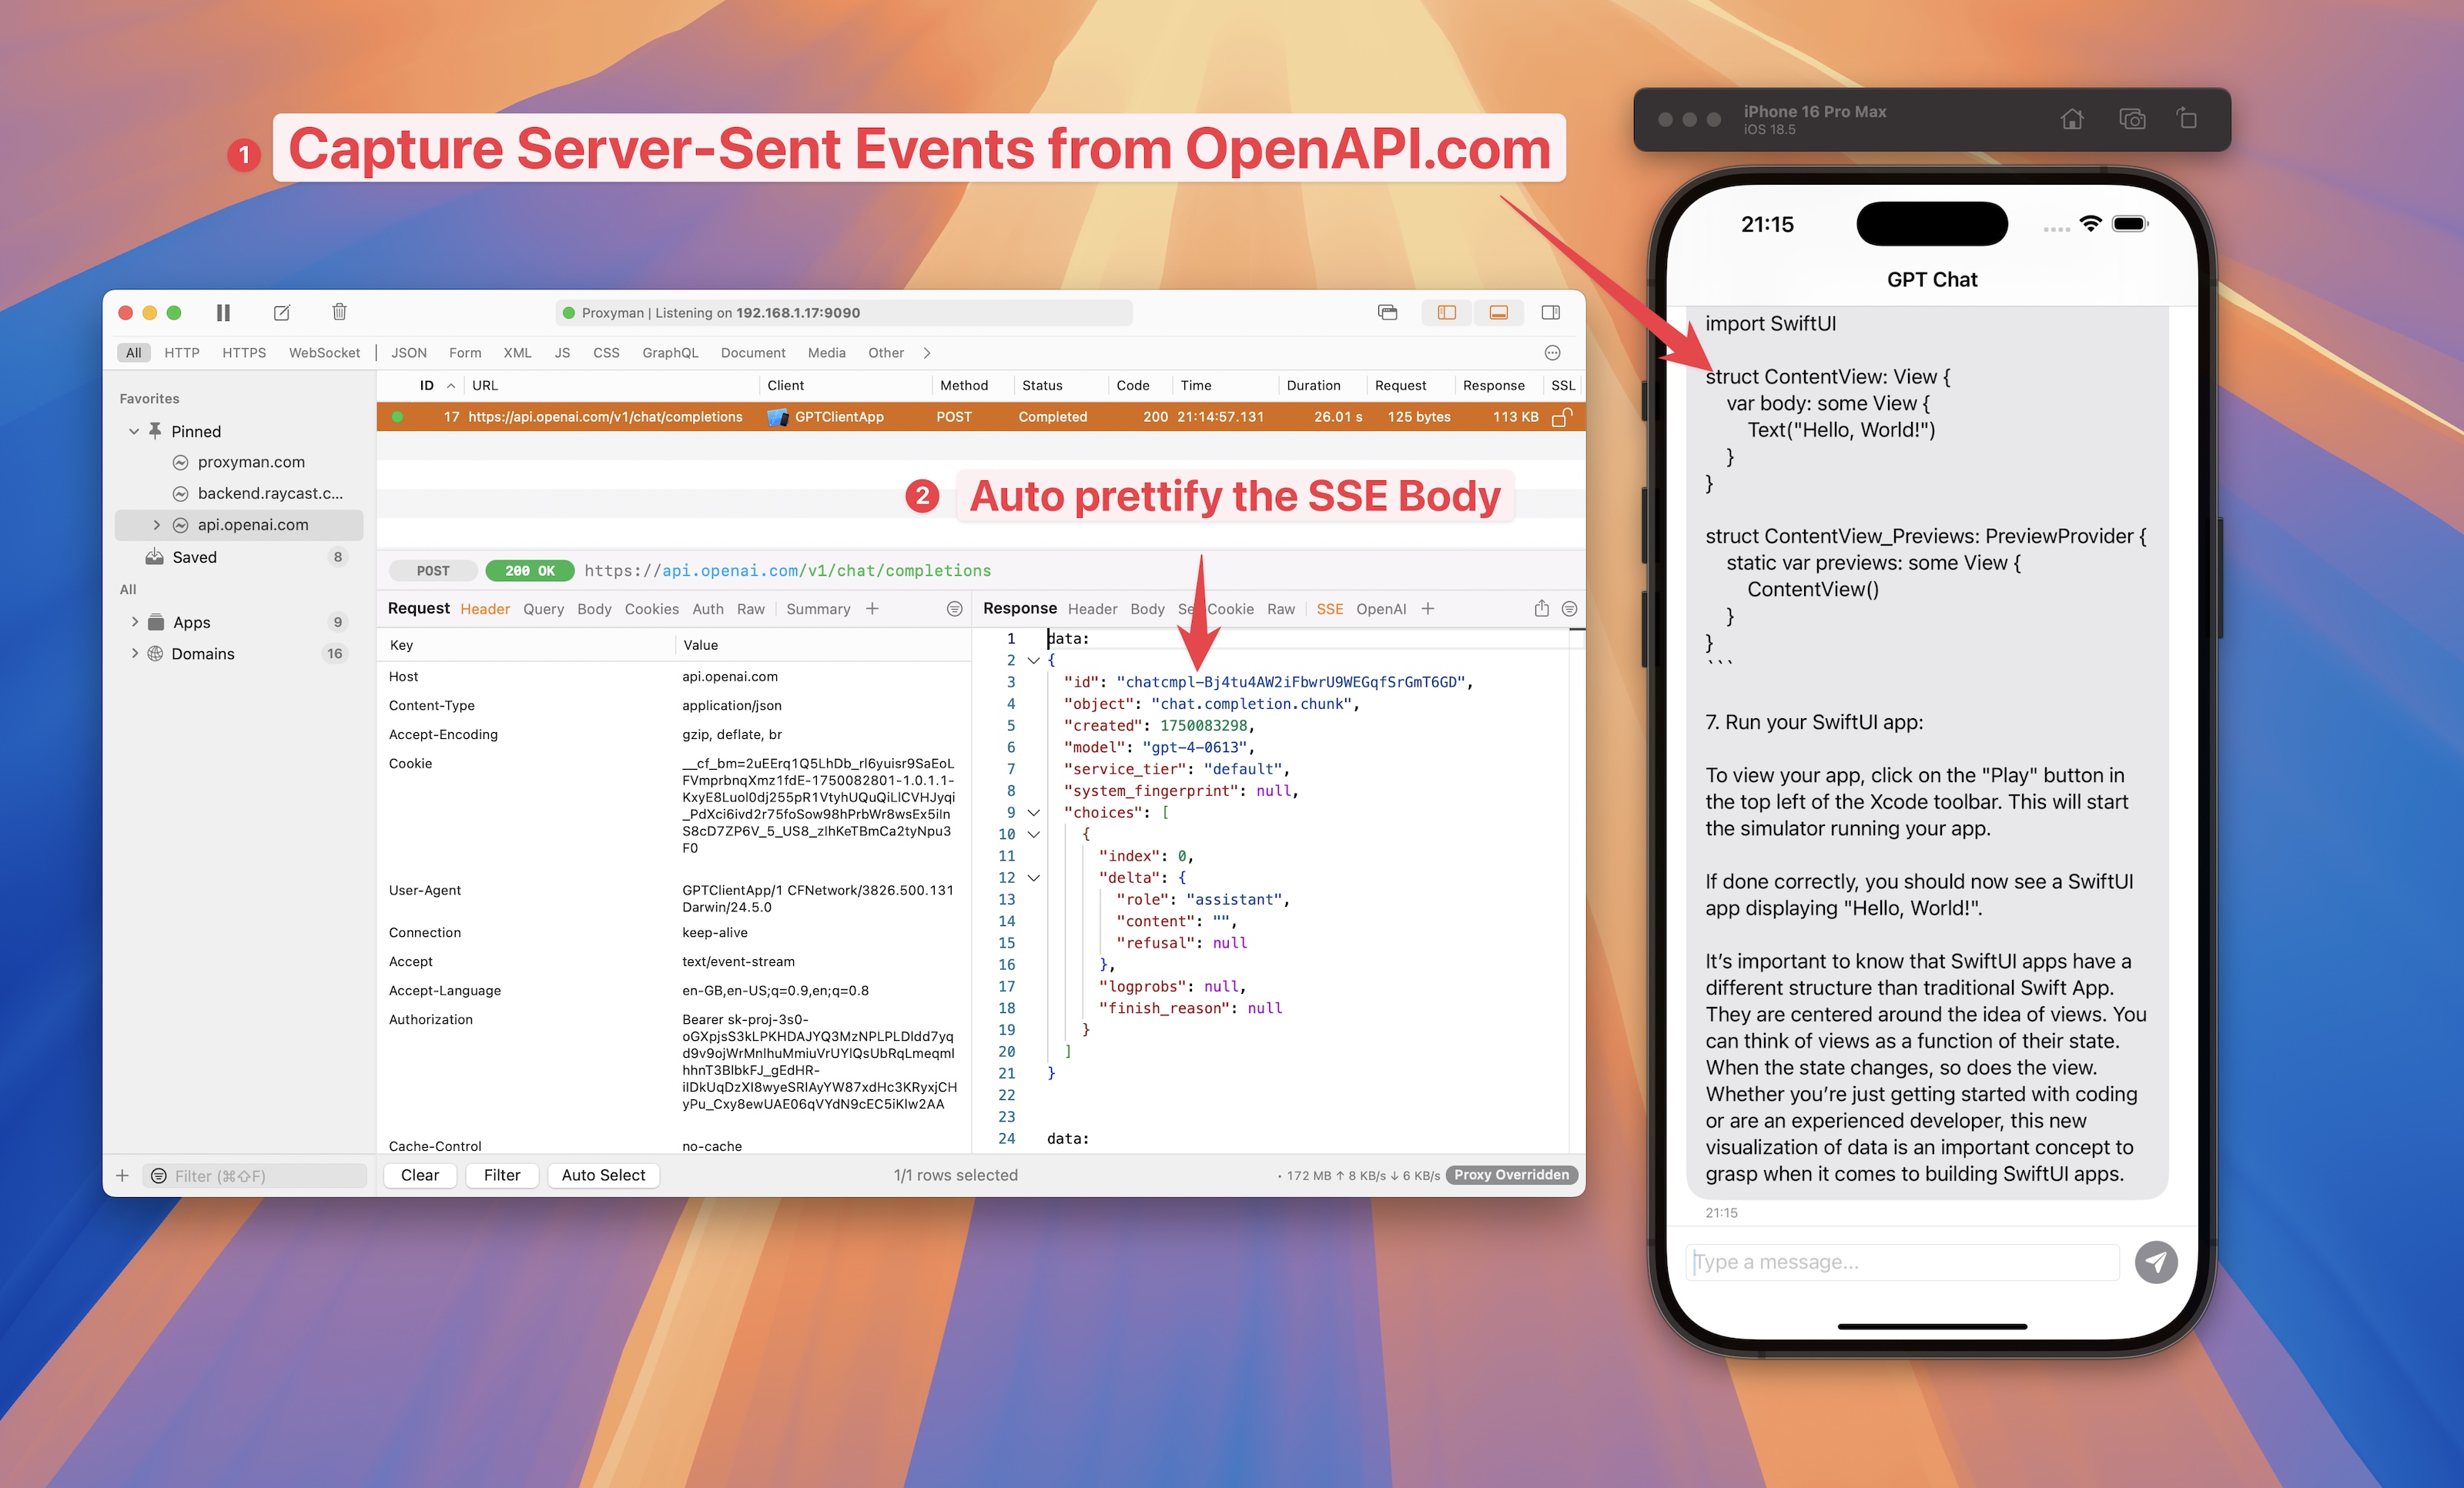 1 Capture Server-Sent Events from OpenAPI.com
iPhone 16 Pro Max
iOS 18.5
Proxyman | Listening on 192.168.1.17:9090
All HTTP HTTPS WebSocket JSON Form XML JS CSS GraphQL Document Media Other
Favorites
Pinned
proxyman.com
backend.raycast.c...
api.openai.com
Saved 8
All
Apps 9
Domains 16
Filter (⌘⇧F)
ID URL Client Method Status Code Time Duration Request Response SSL
17 https://api.openai.com/v1/chat/completions GPTClientApp POST Completed 200 21:14:57.131 26.01 s 125 bytes 113 KB
2 Auto prettify the SSE Body
POST 200 OK https://api.openai.com/v1/chat/completions
Request Header Query Body Cookies Auth Raw Summary
Key Value
Host api.openai.com
Content-Type application/json
Accept-Encoding gzip, deflate, br
Cookie
User-Agent GPTClientApp/1 CFNetwork/3826.500.131
Darwin/24.5.0
Connection keep-alive
Accept text/event-stream
Accept-Language en-GB,en-US;q=0.9,en;q=0.8
Authorization Bearer
Cache-Control no-cache
Response Header Body Cookie Raw SSE OpenAI
1 data:
2 {
3 "id": "chatcmpl-Bj4tu4AW2iFbwrU9WEGqfSrGmT6GD",
4 "object": "chat.completion.chunk",
5 "created": 1750083298,
6 "model": "gpt-4-0613",
7 "service_tier": "default",
8 "system_fingerprint": null,
9 "choices": [
10 {
11 "index": 0,
12 "delta": {
13 "role": "assistant",
14 "content": "",
15 "refusal": null
16 },
17 "logprobs": null,
18 "finish_reason": null
19 }
20 ]
21 }
22
23
24 data:
Clear Filter Auto Select 1/1 rows selected • 172 MB ↑ 8 KB/s ↓ 6 KB/s Proxy Overridden
21:15
GPT Chat
import SwiftUI
struct ContentView: View {
var body: some View {
Text("Hello, World!")
}
}
struct ContentView_Previews: PreviewProvider {
static var previews: some View {
ContentView()
}
}
```
7. Run your SwiftUI app:
To view your app, click on the "Play" button in
the top left of the Xcode toolbar. This will start
the simulator running your app.
If done correctly, you should now see a SwiftUI
app displaying "Hello, World!".
It’s important to know that SwiftUI apps have a
different structure than traditional Swift App.
They are centered around the idea of views. You
can think of views as a function of their state.
When the state changes, so does the view.
Whether you’re just getting started with coding
or are an experienced developer, this new
visualization of data is an important concept to
grasp when it comes to building SwiftUI apps.
21:15
Type a message...